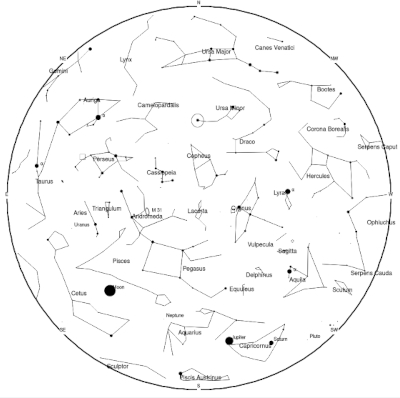 N
Canes Venatici
Ursa Major
NE
Lynx
NW
Gemini
Bootes
Auriga
Camelopardalis
Ursa Minor
Corona Borealis
Draco
Serpens Caput
Perseus
Cepheus
Cassiopeia
Hercules
Taurus
E
Lyra
W
Triangulum
M 31
Lacerta
Cygnus
Aries
Andromeda
Uranus
Ophiuchus
Vulpecula
Sagitta
Pisces
Pegasus
Delphinus
Serpens Cauda
Aquila
Moon
Equuleus
Scutum
Cetus
Neptune
SE
Aquarius
SW
Jupiter
Saturn
Pluto
Capricornus
Sculptor
Piscis Austrinus
S